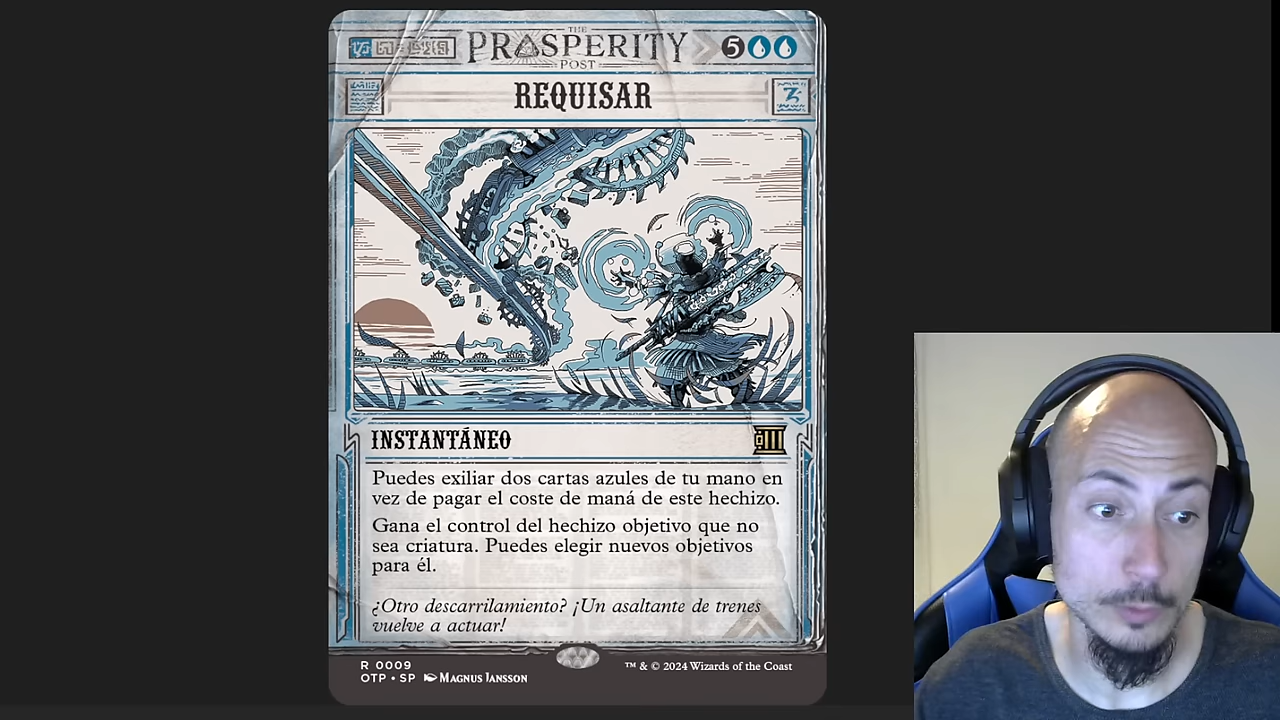 THE
PROSPERITY
POST
5
REQUISAR
INSTANTÁNEO
Puedes exiliar dos cartas azules de tu mano en
vez de pagar el coste de maná de este hechizo.
Gana el control del hechizo objetivo que no
sea criatura. Puedes elegir nuevos objetivos
para él.
¿Otro descarrilamiento? ¡Un asaltante de trenes
vuelve a actuar!
R 0009
™ & © 2024 Wizards of the Coast
OTP • SP MAGNUS JANSSON